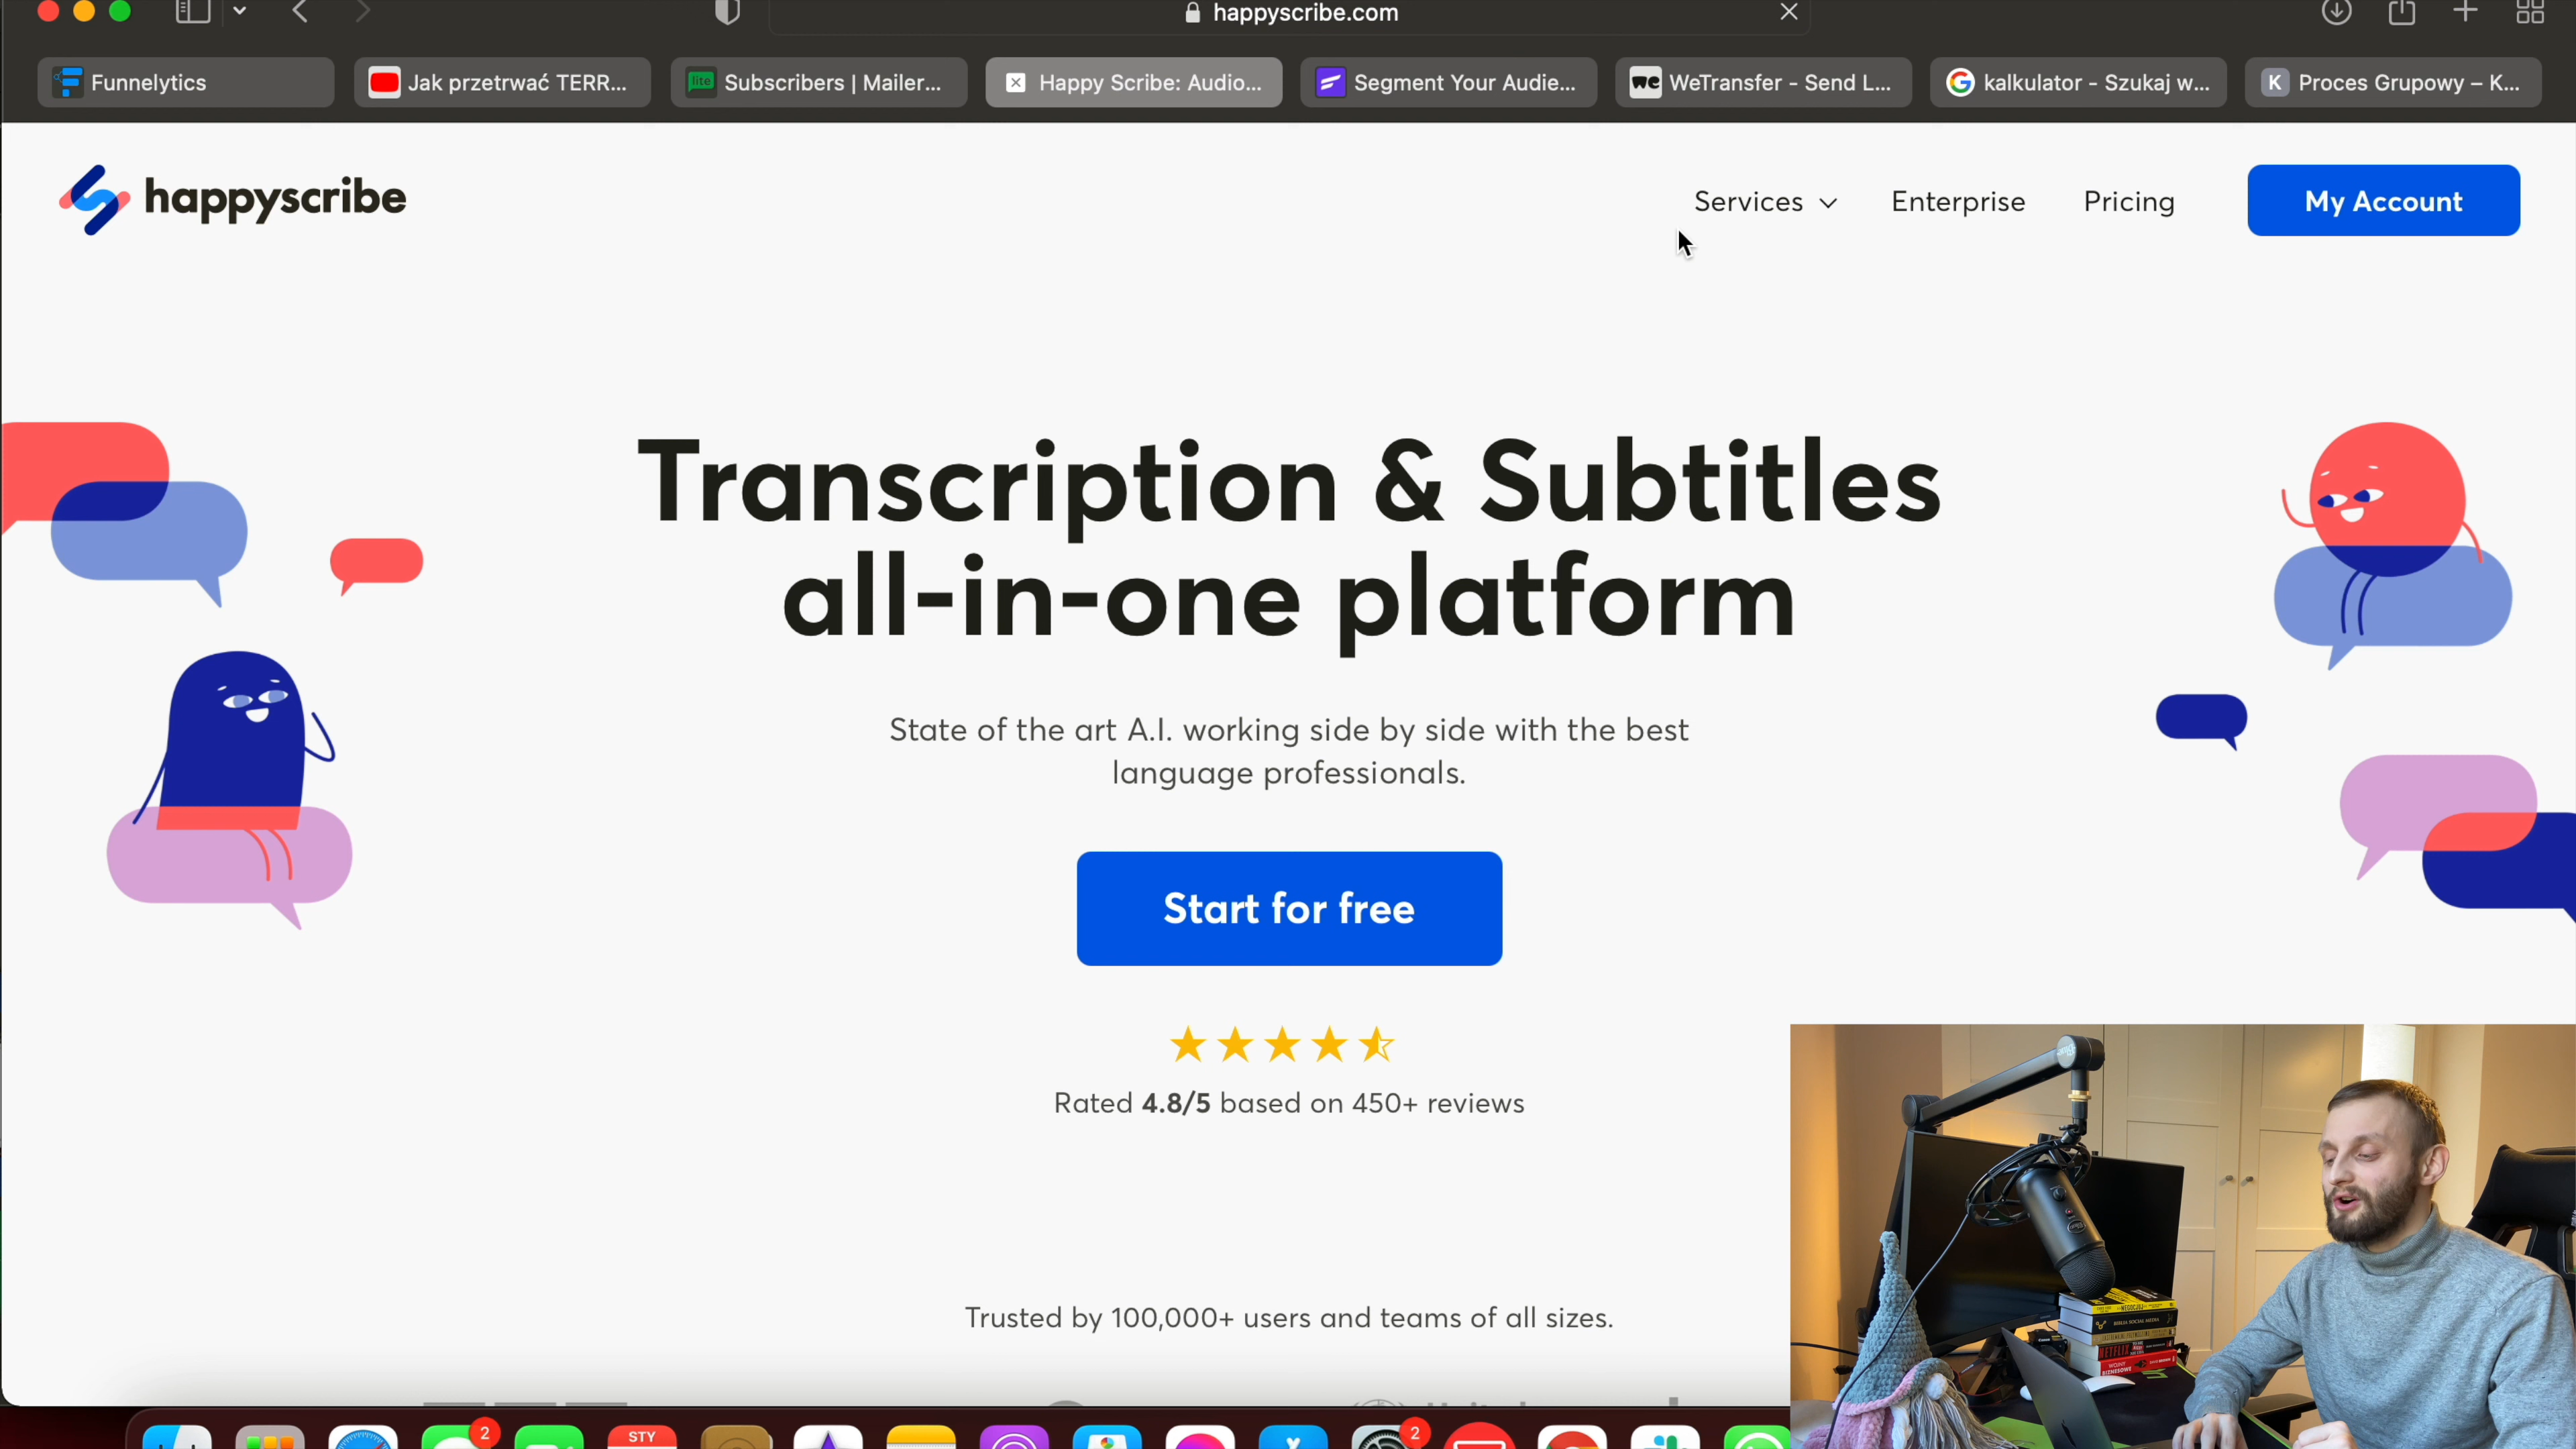 happyscribe.com
Funnelytics
Jak przetrwać TERR...
Subscribers | Mailer...
Happy Scribe: Audio...
Segment Your Audie...
WeTransfer - Send L...
kalkulator - Szukaj w...
Proces Grupowy – K...
happyscribe
Services
Enterprise
Pricing
My Account
Transcription & Subtitles
all-in-one platform
State of the art A.I. working side by side with the best
language professionals.
Start for free
Rated 4.8/5 based on 450+ reviews
Trusted by 100,000+ users and teams of all sizes.
2
STY
2